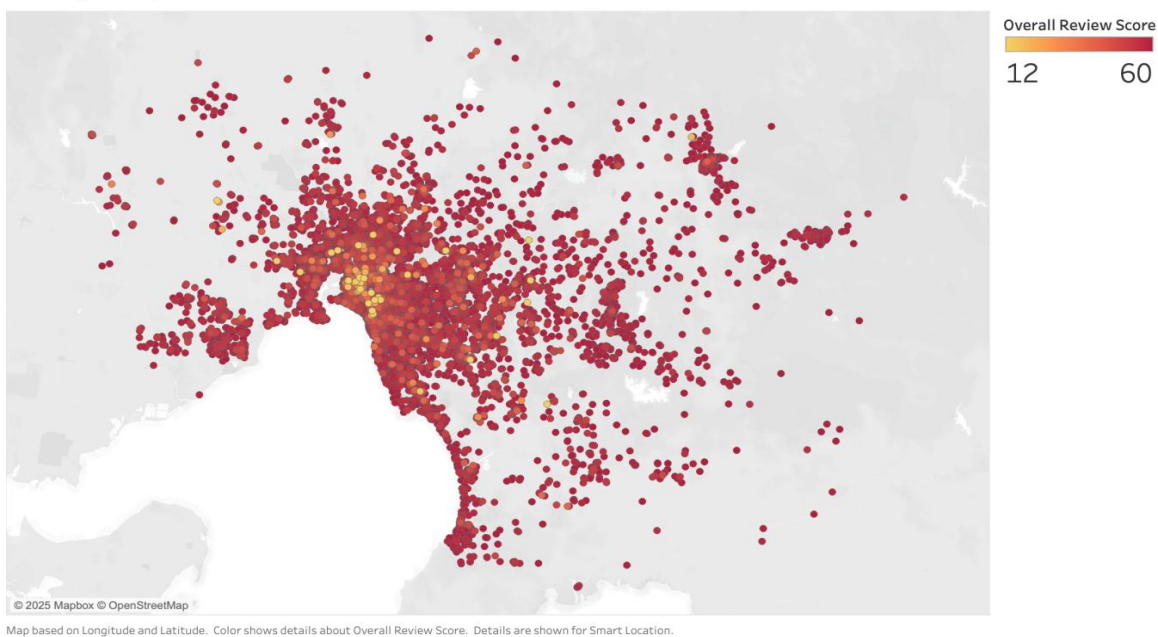 Overall Review Score
12 60
© 2025 Mapbox © OpenStreetMap
Map based on Longitude and Latitude. Color shows details about Overall Review Score. Details are shown for Smart Location.